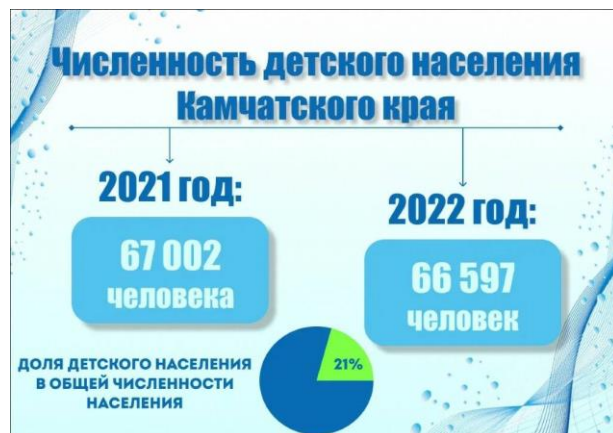 Численность детского населения
Камчатского края
2021 год:
67 002
человека
2022 год:
66 597
человек
ДОЛЯ ДЕТСКОГО НАСЕЛЕНИЯ
В ОБЩЕЙ ЧИСЛЕННОСТИ
НАСЕЛЕНИЯ
21%